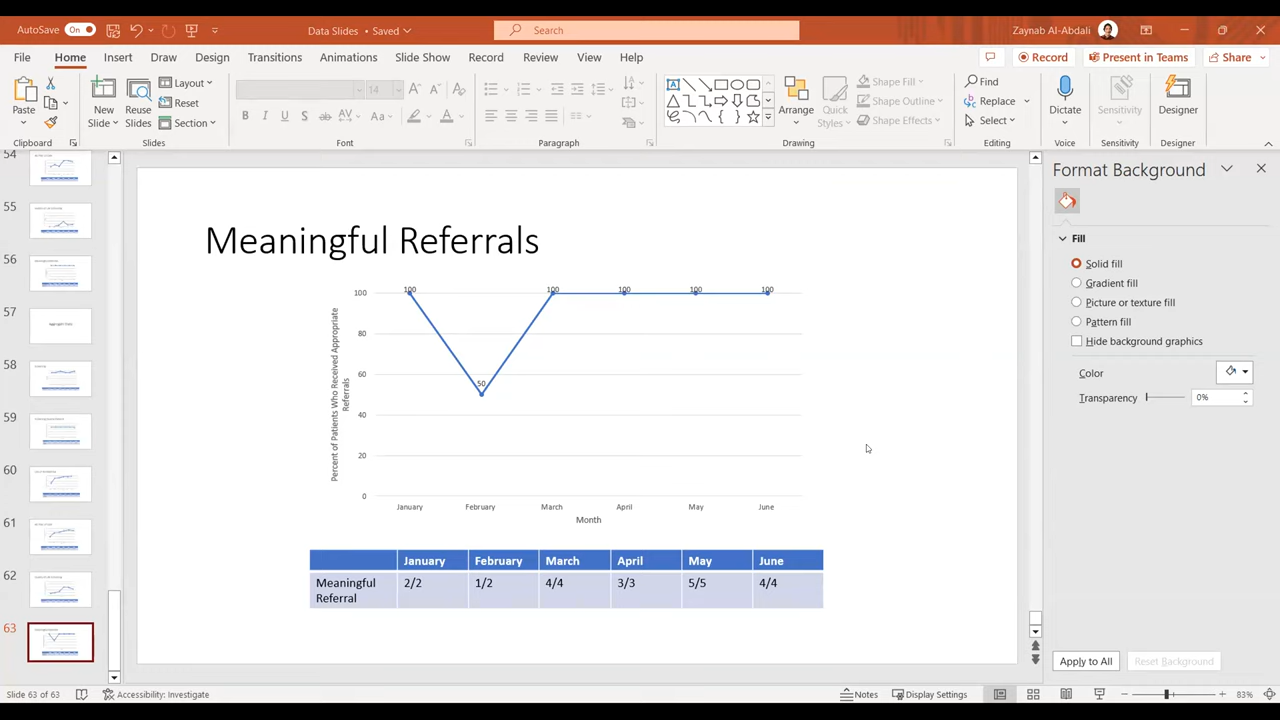 AutoSave On
Data Slides • Saved
Search
Zaynab Al-Abdali
File Home Insert Draw Design Transitions Animations Slide Show Record Review View Help
Record Present in Teams Share
Paste
New Slide
Reuse Slides
Layout
Reset
Section
14
Arrange
Quick Styles
Shape Fill
Shape Outline
Shape Effects
Find
Replace
Select
Dictate
Sensitivity
Designer
Clipboard Slides Font Paragraph Drawing Editing Voice Sensitivity Designer
54
55
56
57
58
59
60
61
62
63
Meaningful Referrals
Percent of Patients Who Received Appropriate
Referrals
100
80
60
40
20
0
100 50 100 100 100 100
January February March April May June
Month
January February March April May June
Meaningful 2/2 1/2 4/4 3/3 5/5 4/4
Referral
Format Background
Fill
Solid fill
Gradient fill
Picture or texture fill
Pattern fill
Hide background graphics
Color
Transparency 0%
Apply to All Reset Background
Slide 63 of 63 Accessibility: Investigate Notes Display Settings 83%